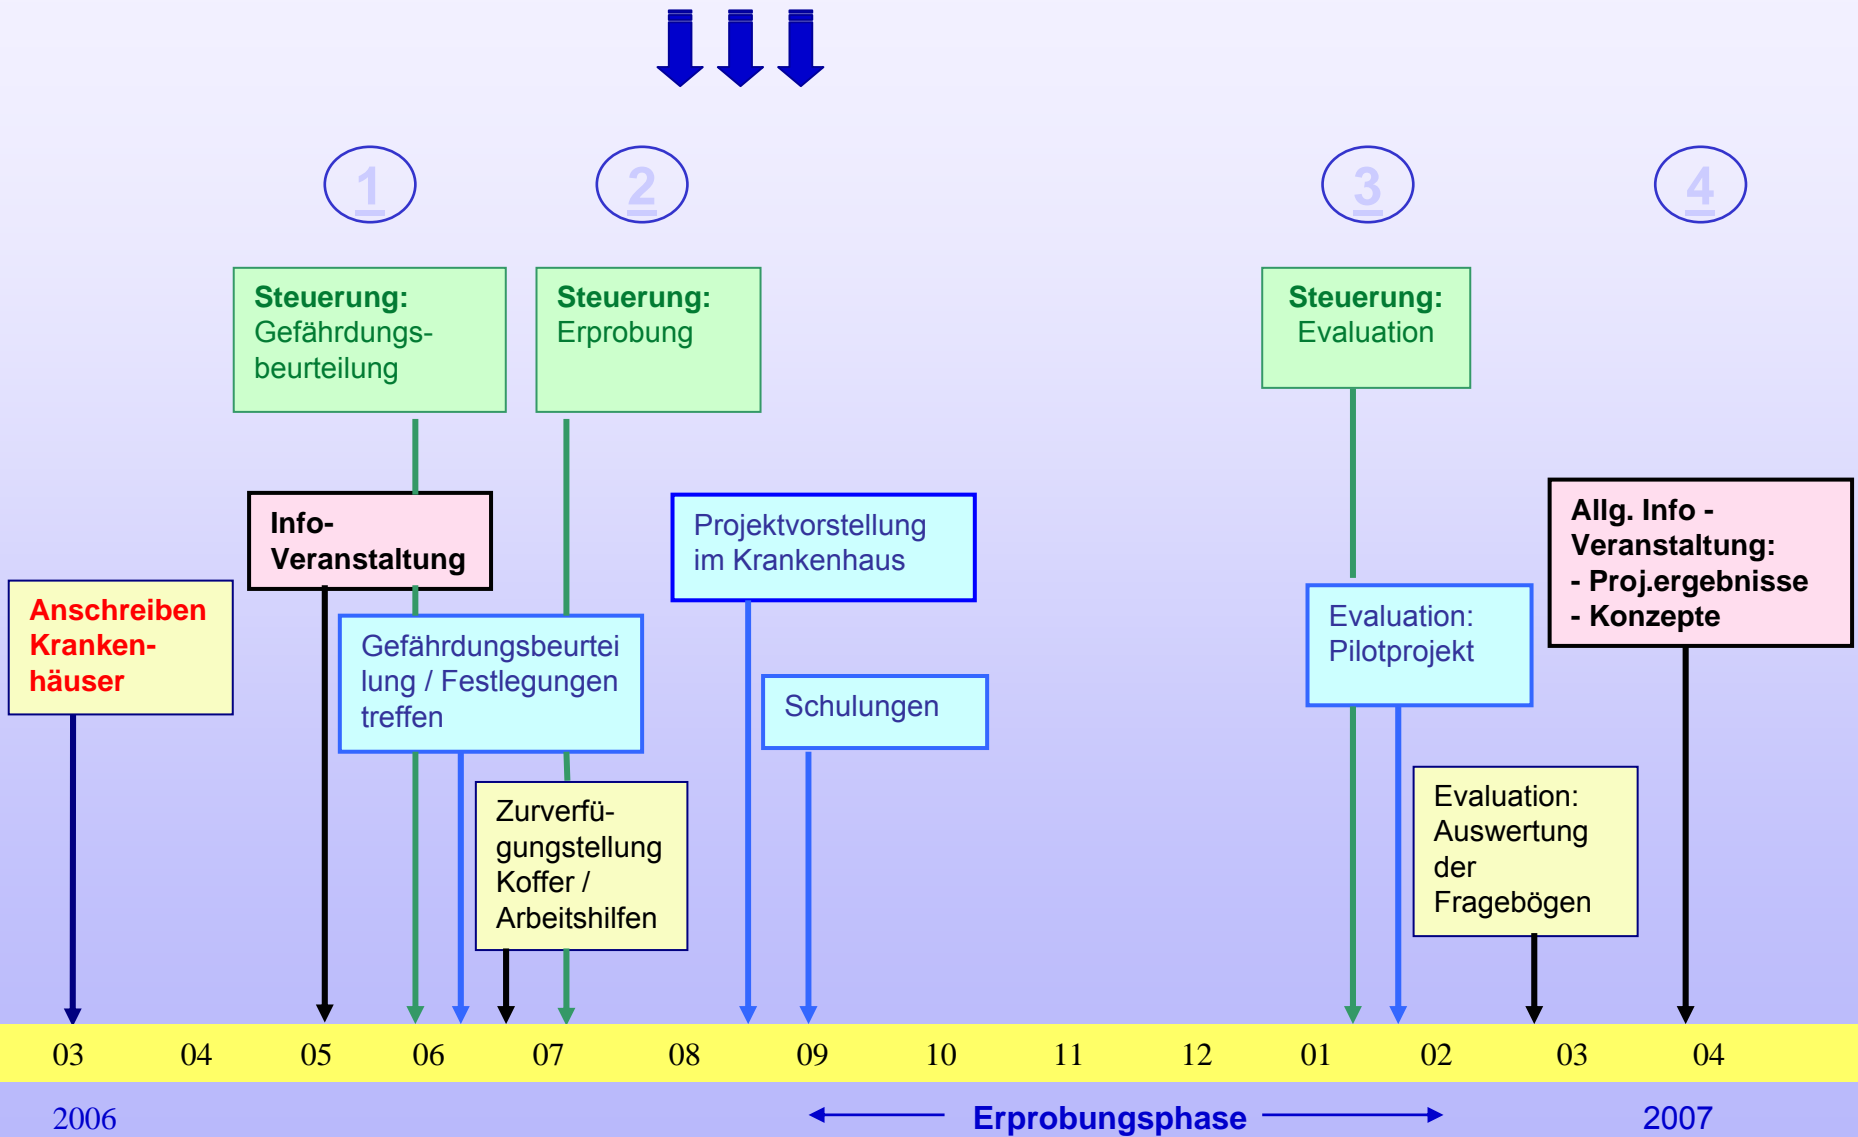 1
2
3
4
Steuerung:
Gefährdungs-
beurteilung
Steuerung:
Erprobung
Steuerung:
Evaluation
Info-
Veranstaltung
Projektvorstellung
im Krankenhaus
Allg. Info -
Veranstaltung:
- Proj.ergebnisse
- Konzepte
Anschreiben
Kranken-
häuser
Gefährdungsbeurtei
lung / Festlegungen
treffen
Evaluation:
Pilotprojekt
Schulungen
Zurverfü-
gungstellung
Koffer /
Arbeitshilfen
Evaluation:
Auswertung
der
Fragebögen
03 04 05 06 07 08 09 10 11 12 01 02 03 04
2006 Erprobungsphase 2007